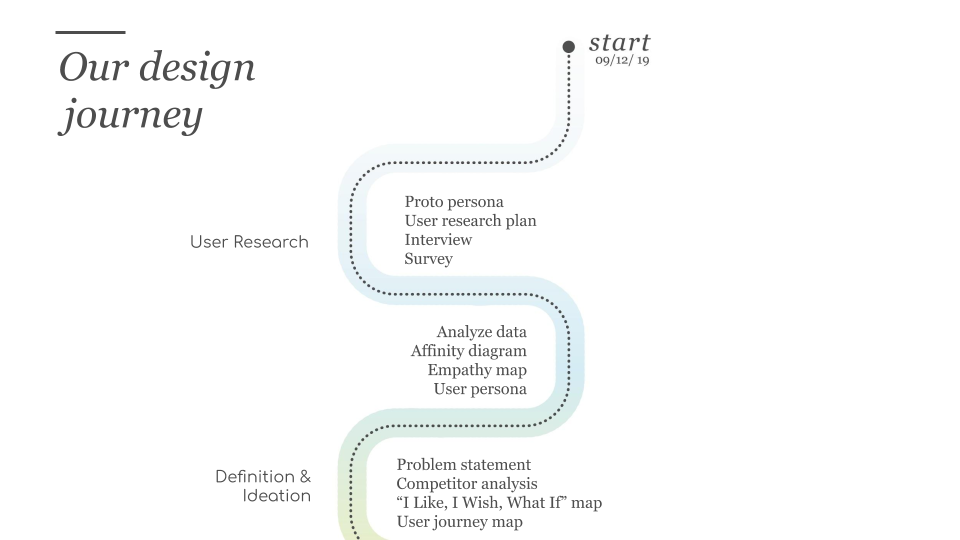 Our design
journey
start
09/12/ 19
Proto persona
User research plan
Interview
Survey
User Research
Analyze data
Affinity diagram
Empathy map
User persona
Definition &
Ideation
Problem statement
Competitor analysis
“I Like, I Wish, What If” map
User journey map